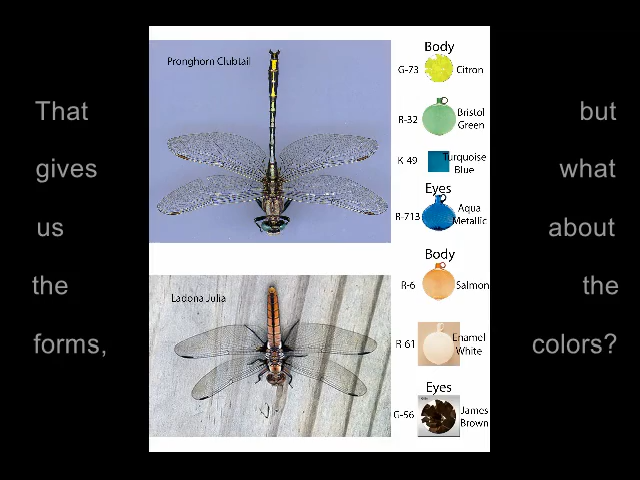 That
gives
us
the
forms,
Pronghorn Clubtail
Ladona Julia
Body
G-73 Citron
R-32 Bristol
Green
K-49 Turquoise
Blue
Eyes
R-713 Aqua
Metallic
Body
R-6 Salmon
R-61 Enamel
White
Eyes
G-56 James
Brown
but
what
about
the
colors?